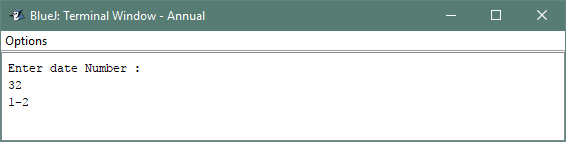 BlueJ: Terminal Window - Annual
Options
Enter date Number :
32
1-2